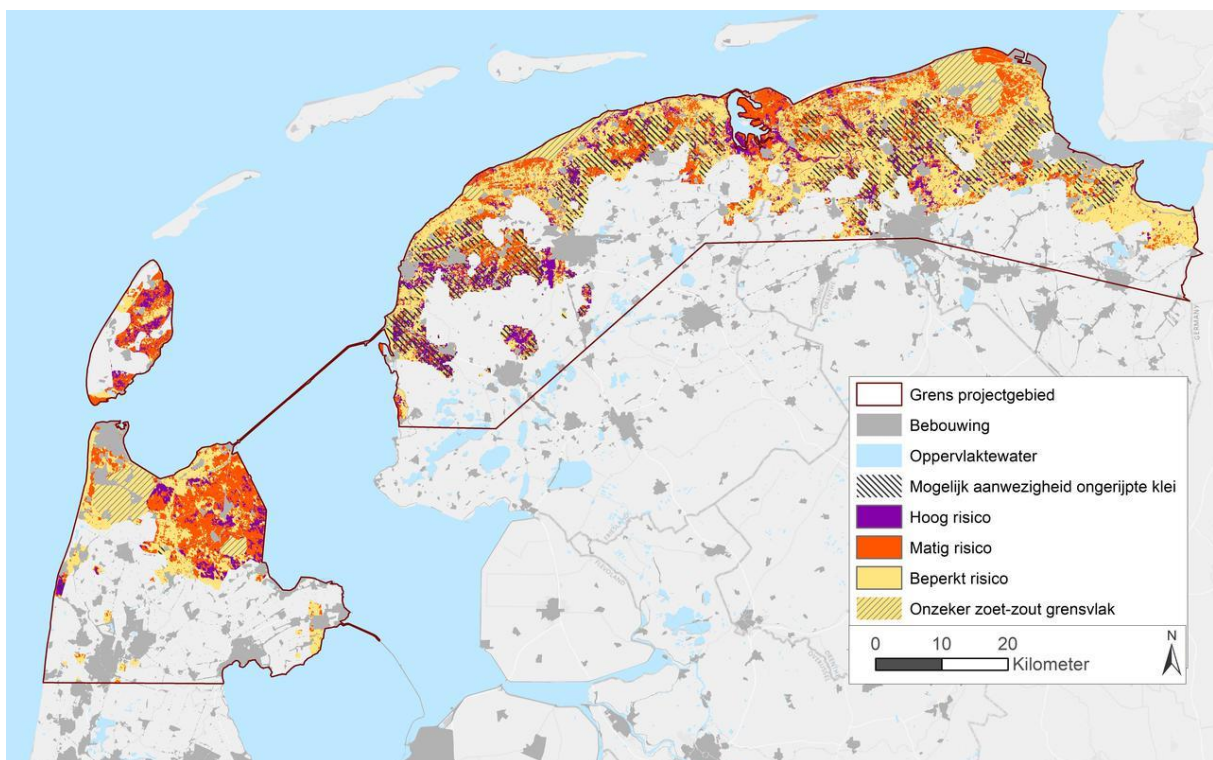 Grens projectgebied
Bebouwing
Oppervlaktewater
Mogelijk aanwezigheid ongerijpte klei
Hoog risico
Matig risico
Beperkt risico
Onzeker zoet-zout grensvlak
0 10 20
Kilometer
N